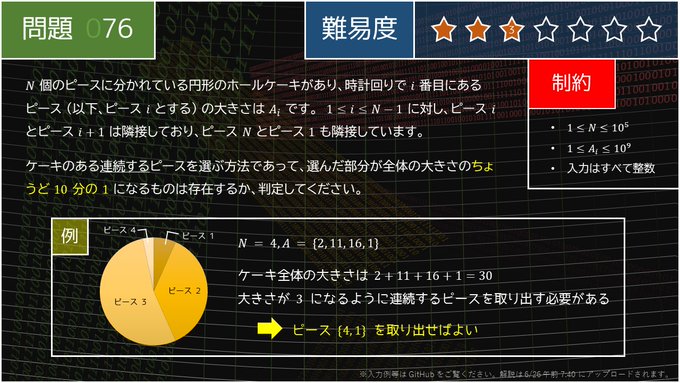 問題 076
難易度
5
N 個のピースに分かれている円形のホールケーキがあり、時計回りで i 番目にある
ピース (以下、ピース i とする) の大きさは Aᵢ です。 1 ≤ i ≤ N − 1 に対し、ピース i
とピース i + 1 は隣接しており、ピース N とピース 1 も隣接しています。
ケーキのある連続するピースを選ぶ方法であって、選んだ部分が全体の大きさのちょ
うど 10 分の 1 になるものは存在するか、判定してください。
制約
• 1 ≤ N ≤ 10⁵
• 1 ≤ Aᵢ ≤ 10⁹
• 入力はすべて整数
例
ピース 4
ピース 1
ピース 2
ピース 3
N = 4, A = {2, 11, 16, 1}
ケーキ全体の大きさは 2 + 11 + 16 + 1 = 30
大きさが 3 になるように連続するピースを取り出す必要がある
ピース {4, 1} を取り出せばよい
※入力例等は GitHub をご覧ください。解説は 6/26 午前 7:40 にアップロードされます。